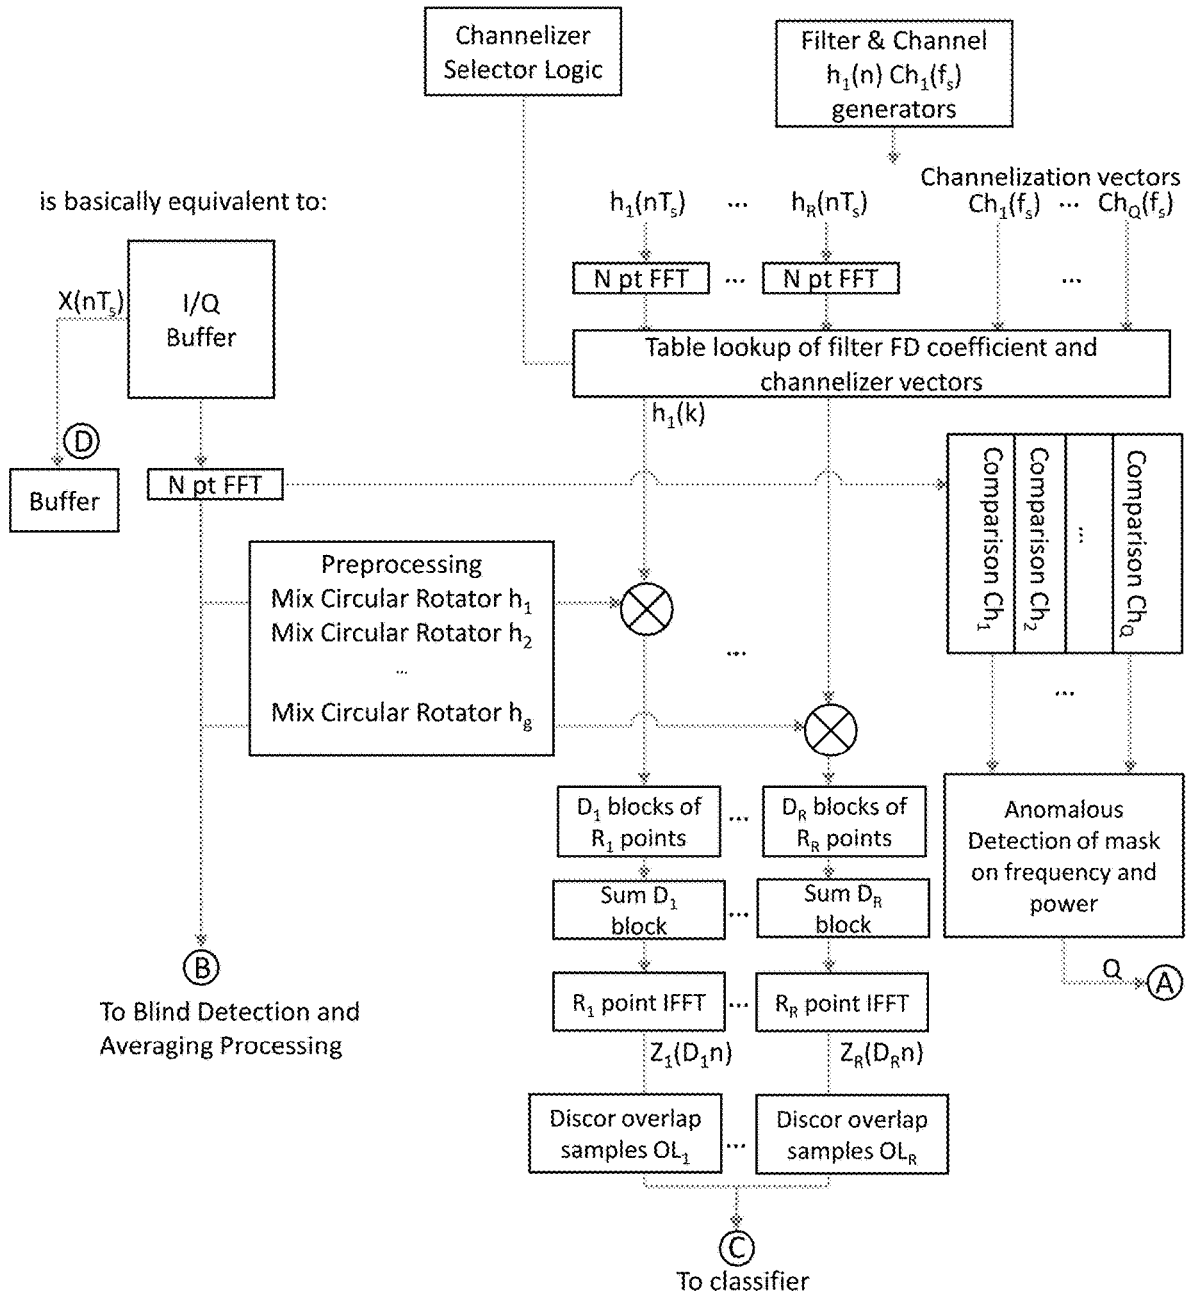 Channelizer
Selector Logic
Filter & Channel
h1(n) Ch1(fs)
generators
is basically equivalent to:
Channelization vectors
h1(nTs) ... hR(nTs) Ch1(fs) ... ChQ(fs)
N pt FFT ... N pt FFT ...
X(nTs)
I/Q
Buffer
Table lookup of filter FD coefficient and
channelizer vectors
h1(k)
D
Buffer
N pt FFT
Comparison Ch1
Comparison Ch2
...
Comparison ChQ
Preprocessing
Mix Circular Rotator h1
Mix Circular Rotator h2
...
Mix Circular Rotator hg
...
...
D1 blocks of
R1 points
...
DR blocks of
RR points
Anomalous
Detection of mask
on frequency and
power
Sum D1
block
...
Sum DR
block
Q
A
B
To Blind Detection and
Averaging Processing
R1 point IFFT ... RR point IFFT
Z1(D1n) ZR(DRn)
Discor overlap
samples OL1
...
Discor overlap
samples OLR
C
To classifier